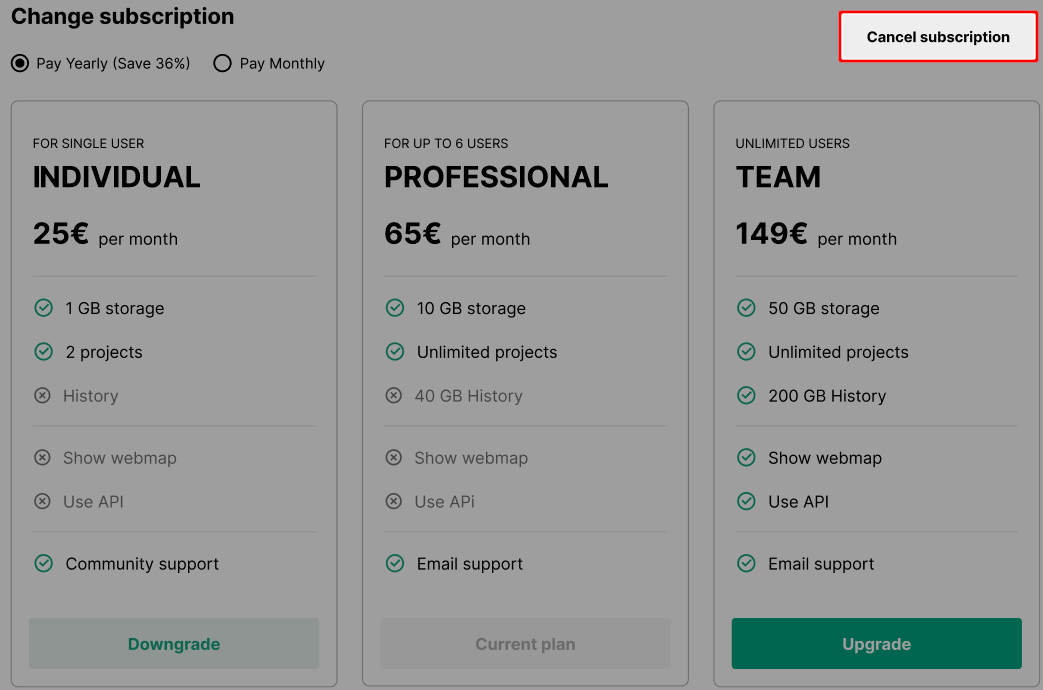 Change subscription
Cancel subscription
Pay Yearly (Save 36%) Pay Monthly
FOR SINGLE USER
INDIVIDUAL
25€ per month
1 GB storage
2 projects
History
Show webmap
Use API
Community support
Downgrade
FOR UP TO 6 USERS
PROFESSIONAL
65€ per month
10 GB storage
Unlimited projects
40 GB History
Show webmap
Use APi
Email support
Current plan
UNLIMITED USERS
TEAM
149€ per month
50 GB storage
Unlimited projects
200 GB History
Show webmap
Use API
Email support
Upgrade